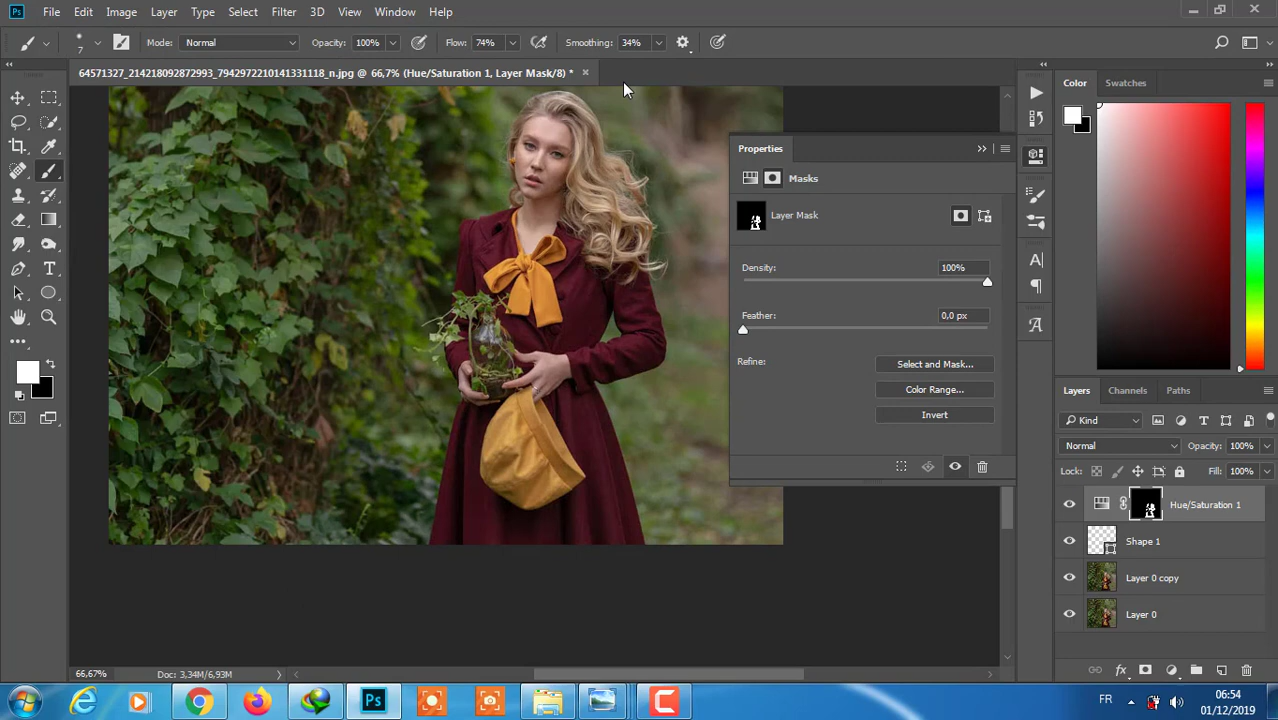 Ps File Edit Image Layer Type Select Filter 3D View Window Help
7 Mode: Normal Opacity: 100% Flow: 74% Smoothing: 34%
64571327_214218092872993_7942972210141331118_n.jpg @ 66,7% (Hue/Saturation 1, Layer Mask/8) * ×
Color Swatches
Properties
Masks
Layer Mask
Density: 100%
Feather: 0,0 px
Refine: Select and Mask...
Color Range...
Invert
Layers Channels Paths
Kind
Normal Opacity: 100%
Lock: Fill: 100%
Hue/Saturation 1
Shape 1
Layer 0 copy
Layer 0
66,67% Doc: 3,34M/6,93M
FR 06:54
01/12/2019